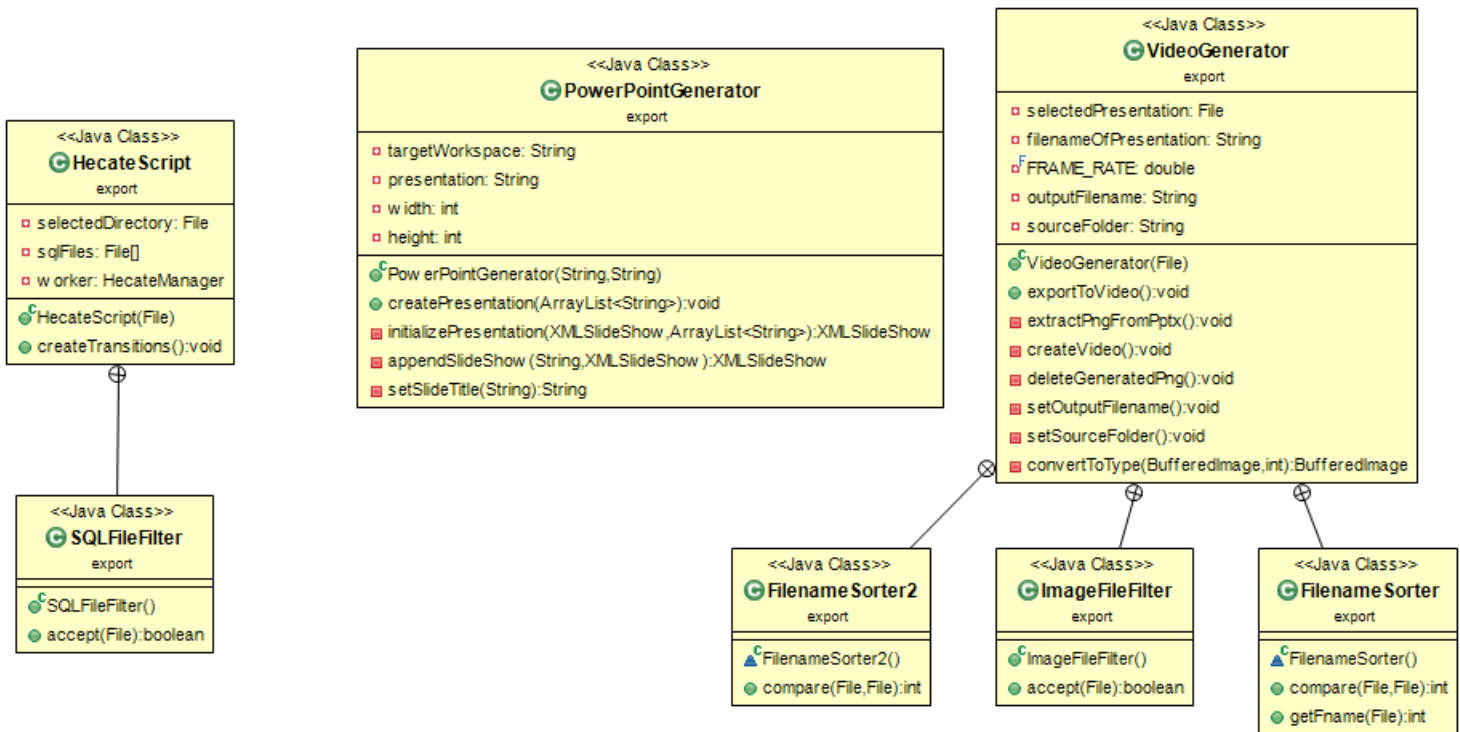 <<Java Class>>
HecateScript
export
selectedDirectory: File
sqlFiles: File[]
worker: HecateManager
HecateScript(File)
createTransitions():void
<<Java Class>>
SQLFileFilter
export
SQLFileFilter()
accept(File):boolean
<<Java Class>>
PowerPointGenerator
export
targetWorkspace: String
presentation: String
width: int
height: int
PowerPointGenerator(String,String)
createPresentation(ArrayList<String>):void
initializePresentation(XMLSlideShow,ArrayList<String>):XMLSlideShow
appendSlideShow(String,XMLSlideShow):XMLSlideShow
setSlideTitle(String):String
<<Java Class>>
VideoGenerator
export
selectedPresentation: File
filenameOfPresentation: String
FRAME_RATE: double
outputFilename: String
sourceFolder: String
VideoGenerator(File)
exportToVideo():void
extractPngFromPptx():void
createVideo():void
deleteGeneratedPng():void
setOutputFilename():void
setSourceFolder():void
convertToType(BufferedImage,int):BufferedImage
<<Java Class>>
FilenameSorter2
export
FilenameSorter2()
compare(File,File):int
<<Java Class>>
ImageFileFilter
export
ImageFileFilter()
accept(File):boolean
<<Java Class>>
FilenameSorter
export
FilenameSorter()
compare(File,File):int
getFname(File):int